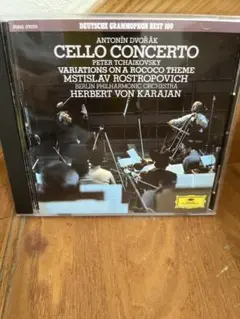 DEUTSCHE GRAMMOPHON BEST 100
ANTONÍN DVOŘÁK
CELLO CONCERTO
PETER TCHAIKOVSKY
VARIATIONS ON A ROCOCO THEME
MSTISLAV ROSTROPOVICH
BERLIN PHILHARMONIC ORCHESTRA
HERBERT VON KARAJAN